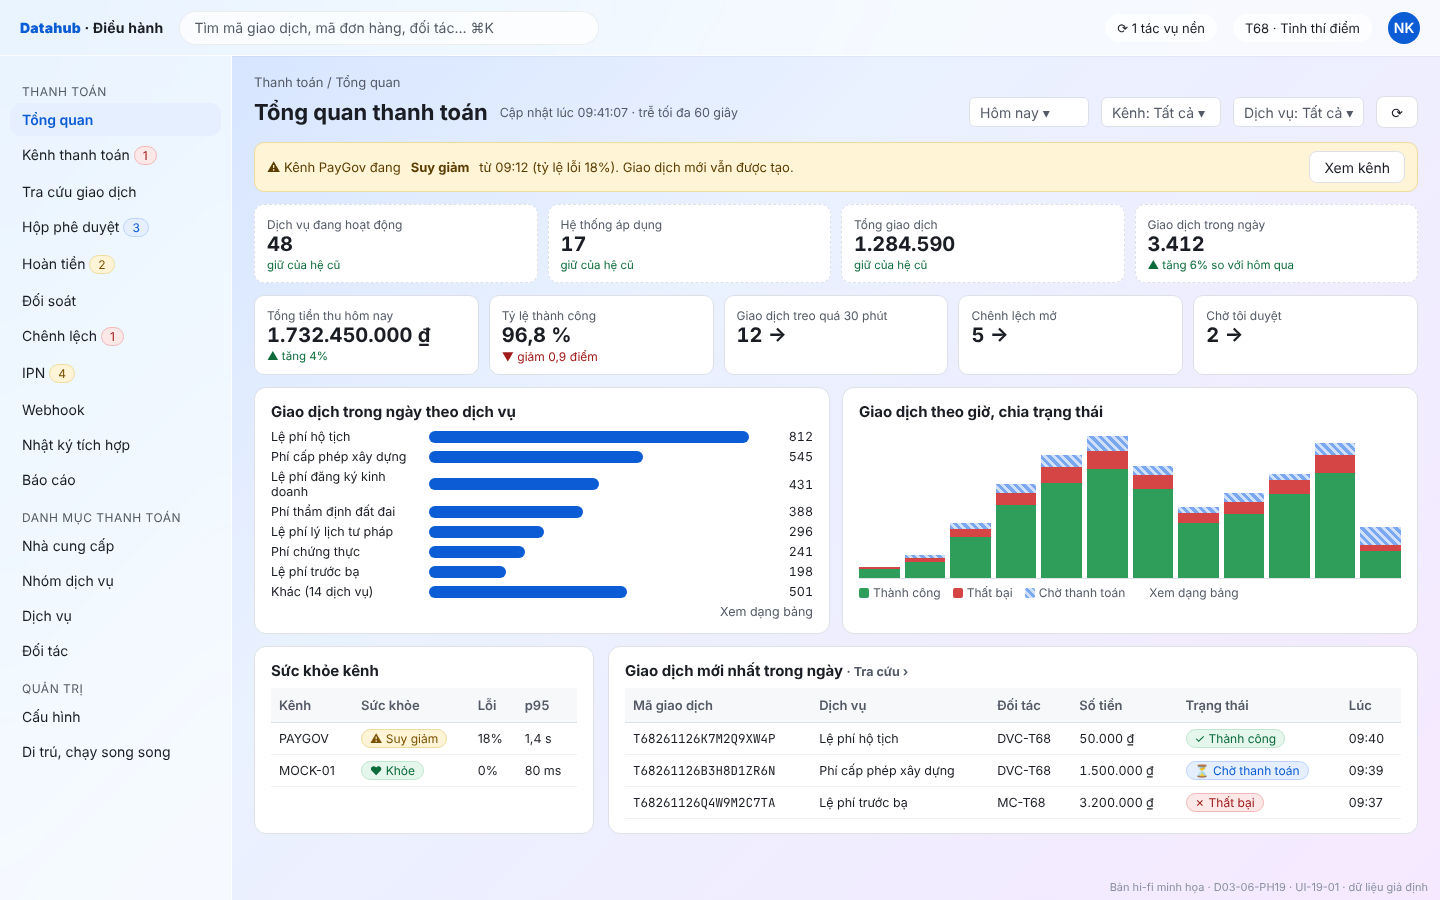 Datahub · Điều hành
Tìm mã giao dịch, mã đơn hàng, đối tác... ⌘K
⟳ 1 tác vụ nền
T68 · Tỉnh thí điểm
NK
THANH TOÁN
Tổng quan
Kênh thanh toán 1
Tra cứu giao dịch
Hộp phê duyệt 3
Hoàn tiền 2
Đối soát
Chênh lệch 1
IPN 4
Webhook
Nhật ký tích hợp
Báo cáo
DANH MỤC THANH TOÁN
Nhà cung cấp
Nhóm dịch vụ
Dịch vụ
Đối tác
QUẢN TRỊ
Cấu hình
Di trú, chạy song song
Thanh toán / Tổng quan
Tổng quan thanh toán
Cập nhật lúc 09:41:07 · trễ tối đa 60 giây
Hôm nay ▾
Kênh: Tất cả ▾
Dịch vụ: Tất cả ▾
⟳
⚠ Kênh PayGov đang Suy giảm từ 09:12 (tỷ lệ lỗi 18%). Giao dịch mới vẫn được tạo.
Xem kênh
Dịch vụ đang hoạt động
48
giữ của hệ cũ
Hệ thống áp dụng
17
giữ của hệ cũ
Tổng giao dịch
1.284.590
giữ của hệ cũ
Giao dịch trong ngày
3.412
▲ tăng 6% so với hôm qua
Tổng tiền thu hôm nay
1.732.450.000 ₫
▲ tăng 4%
Tỷ lệ thành công
96,8 %
▼ giảm 0,9 điểm
Giao dịch treo quá 30 phút
12 →
Chênh lệch mở
5 →
Chờ tôi duyệt
2 →
Giao dịch trong ngày theo dịch vụ
Lệ phí hộ tịch 812
Phí cấp phép xây dựng 545
Lệ phí đăng ký kinh
doanh 431
Phí thẩm định đất đai 388
Lệ phí lý lịch tư pháp 296
Phí chứng thực 241
Lệ phí trước bạ 198
Khác (14 dịch vụ) 501
Xem dạng bảng
Giao dịch theo giờ, chia trạng thái
Thành công Thất bại Chờ thanh toán Xem dạng bảng
Sức khỏe kênh
Kênh Sức khỏe Lỗi p95
PAYGOV ⚠ Suy giảm 18% 1,4 s
MOCK-01 ♥ Khỏe 0% 80 ms
Giao dịch mới nhất trong ngày · Tra cứu ›
Mã giao dịch Dịch vụ Đối tác Số tiền Trạng thái Lúc
T68261126K7M2Q9XW4P Lệ phí hộ tịch DVC-T68 50.000 ₫ ✓ Thành công 09:40
T68261126B3H8D1ZR6N Phí cấp phép xây dựng DVC-T68 1.500.000 ₫ ⏳ Chờ thanh toán 09:39
T68261126Q4W9M2C7TA Lệ phí trước bạ MC-T68 3.200.000 ₫ × Thất bại 09:37
Bản hi-fi minh họa · D03-06-PH19 · UI-19-01 · dữ liệu giả định